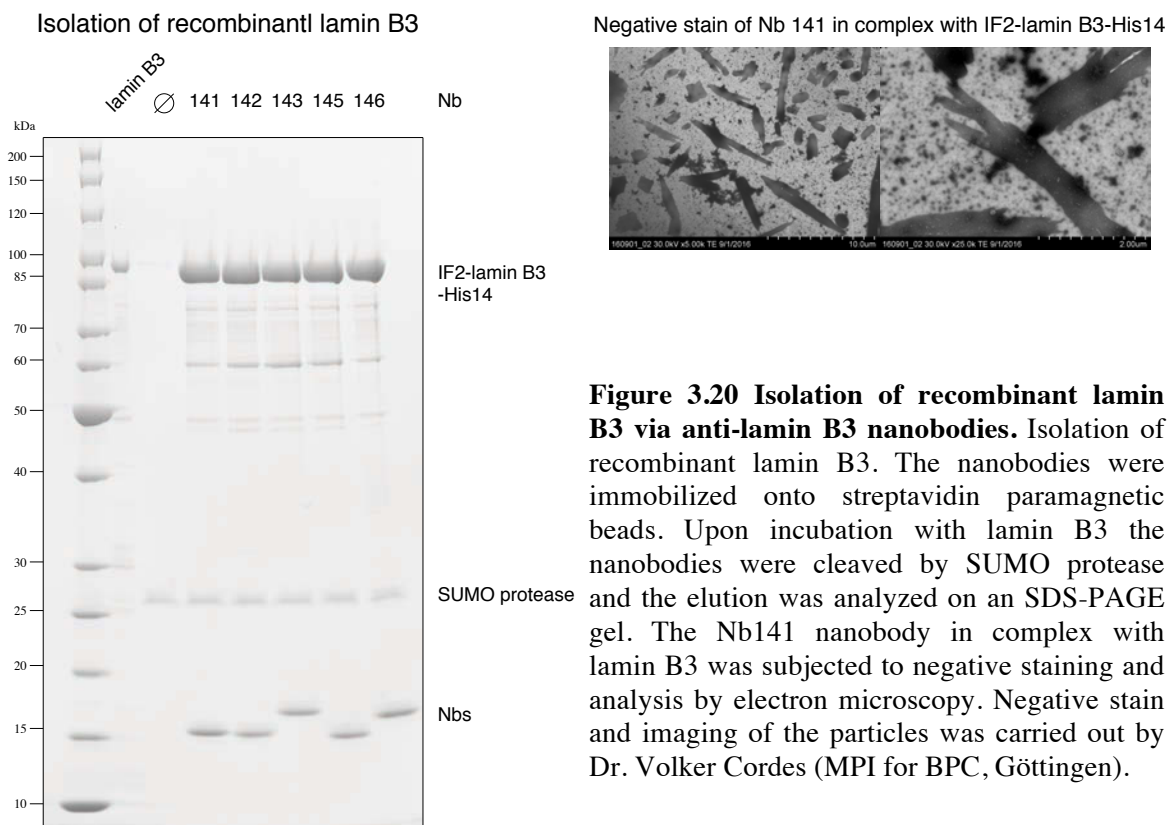 Isolation of recombinantl lamin B3
lamin B3
∅ 141 142 143 145 146 Nb
kDa
200
150
120
100
85
70
60
50
40
30
25
20
15
10
IF2-lamin B3
-His14
SUMO protease
Nbs
Negative stain of Nb 141 in complex with IF2-lamin B3-His14
160901_02 30.0kV x5.00k TE 9/1/2016 10.0um
160901_02 30.0kV x25.0k TE 9/1/2016 2.00um
Figure 3.20 Isolation of recombinant lamin
B3 via anti-lamin B3 nanobodies. Isolation of
recombinant lamin B3. The nanobodies were
immobilized onto streptavidin paramagnetic
beads. Upon incubation with lamin B3 the
nanobodies were cleaved by SUMO protease
and the elution was analyzed on an SDS-PAGE
gel. The Nb141 nanobody in complex with
lamin B3 was subjected to negative staining and
analysis by electron microscopy. Negative stain
and imaging of the particles was carried out by
Dr. Volker Cordes (MPI for BPC, Göttingen).